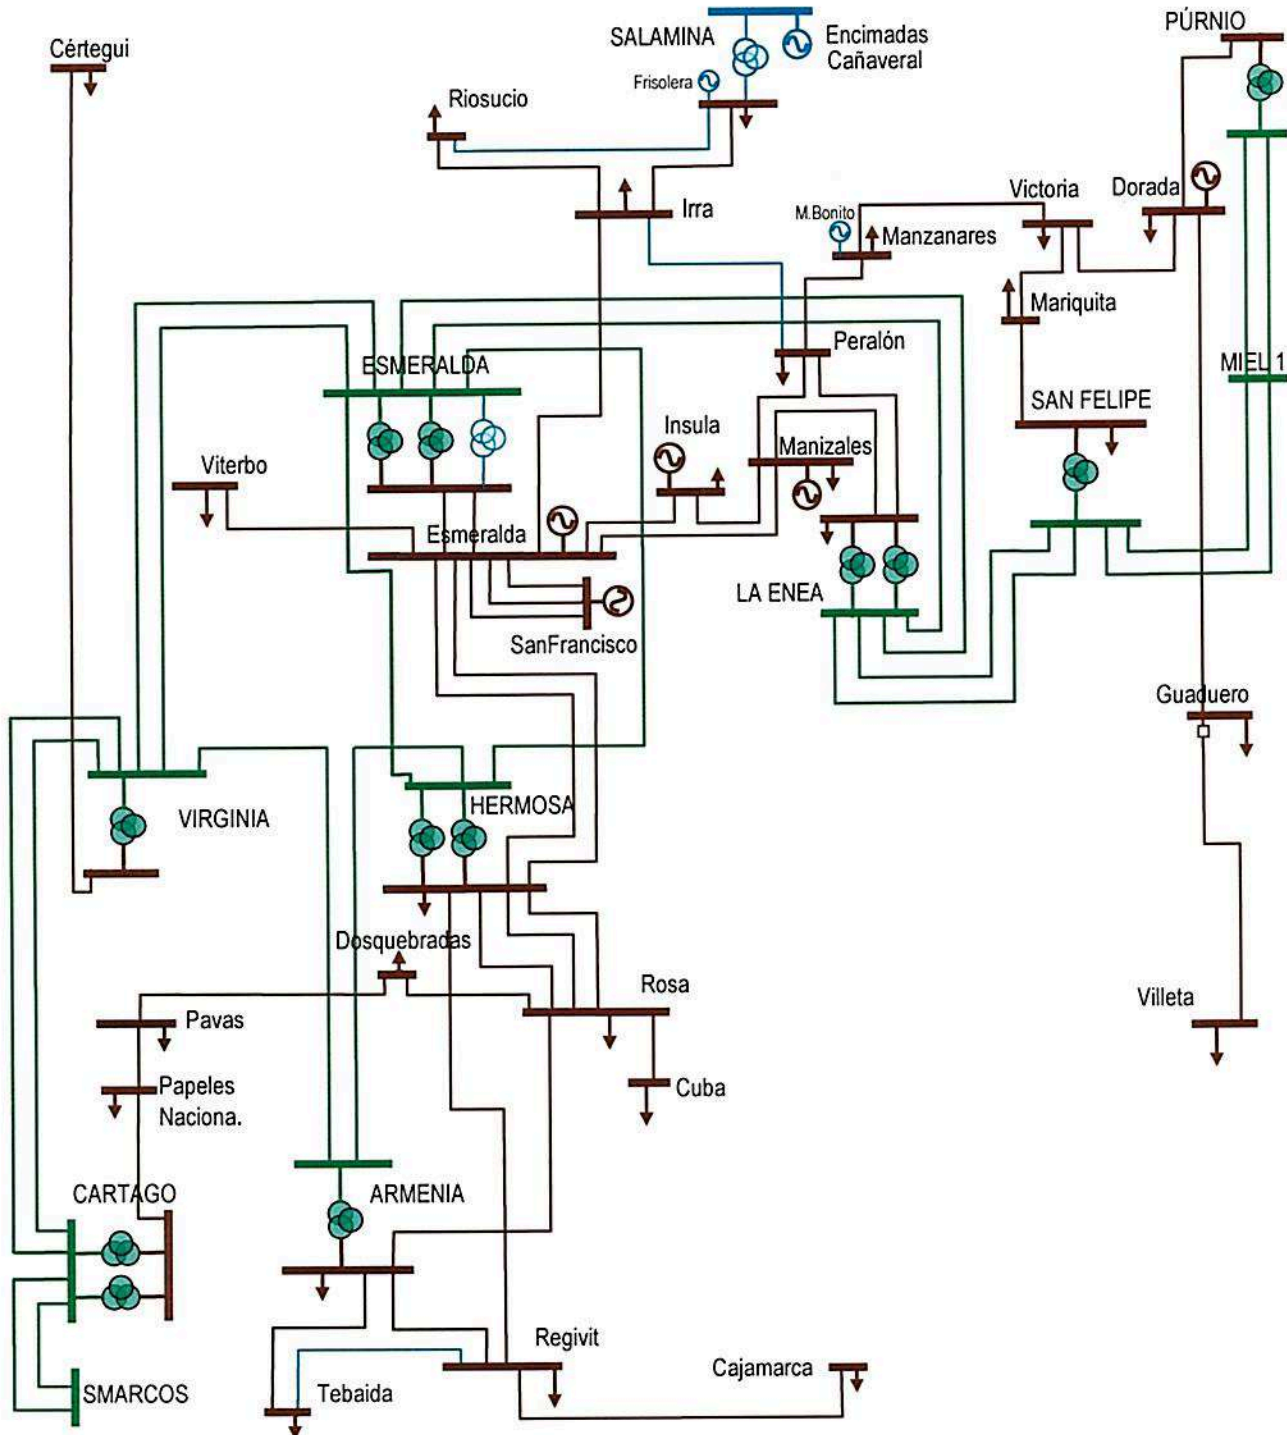 PÚRNIO
SALAMINA
Encimadas
Cañaveral
Cértegui
Frisolera
Riosucio
Irra
M.Bonito
Manzanares
Victoria
Dorada
Mariquita
Peralón
ESMERALDA
MIEL 1
SAN FELIPE
Insula
Manizales
Viterbo
Esmeralda
LA ENEA
SanFrancisco
Guaduero
VIRGINIA
HERMOSA
Dosquebradas
Rosa
Villeta
Pavas
Papeles
Naciona.
Cuba
CARTAGO
ARMENIA
Regivit
Cajamarca
SMARCOS
Tebaida